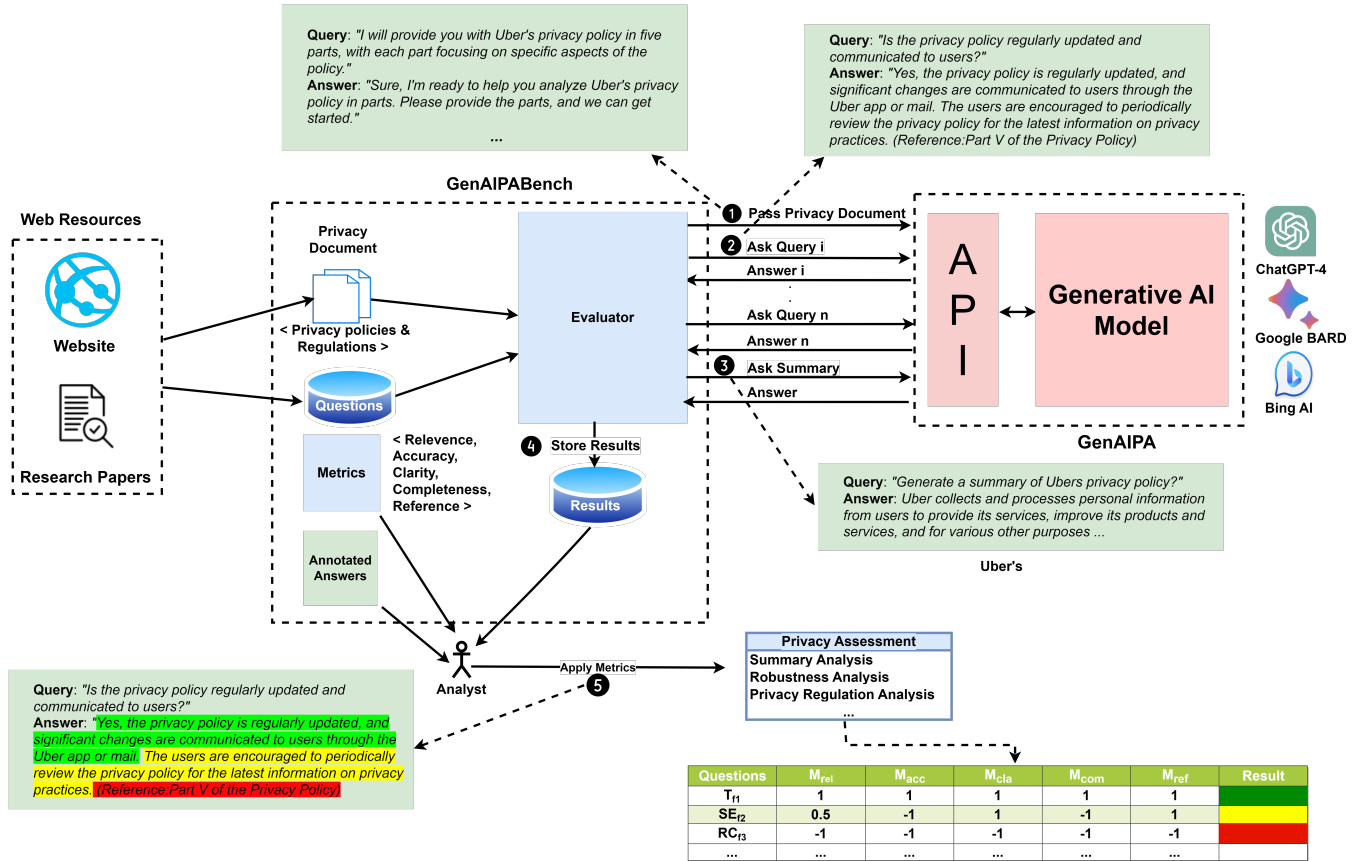 Query: "I will provide you with Uber's privacy policy in five
parts, with each part focusing on specific aspects of the
policy."
Answer: "Sure, I'm ready to help you analyze Uber's privacy
policy in parts. Please provide the parts, and we can get
started."
...
Query: "Is the privacy policy regularly updated and
communicated to users?"
Answer: "Yes, the privacy policy is regularly updated, and
significant changes are communicated to users through the
Uber app or mail. The users are encouraged to periodically
review the privacy policy for the latest information on privacy
practices. (Reference:Part V of the Privacy Policy)
GenAIPABench
Web Resources
Website
Research Papers
Privacy
Document
< Privacy policies &
Regulations >
Questions
Metrics
< Relevence,
Accuracy,
Clarity,
Completeness,
Reference >
Annotated
Answers
Evaluator
4 Store Results
Results
1 Pass Privacy Document
2 Ask Query i
Answer i
.
.
Ask Query n
Answer n
3 Ask Summary
Answer
A
P
I
Generative AI
Model
GenAIPA
ChatGPT-4
Google BARD
Bing AI
Query: "Generate a summary of Ubers privacy policy?"
Answer: Uber collects and processes personal information
from users to provide its services, improve its products and
services, and for various other purposes ...
Uber's
Analyst
Apply Metrics
5
Privacy Assessment
Summary Analysis
Robustness Analysis
Privacy Regulation Analysis
...
Query: "Is the privacy policy regularly updated and
communicated to users?"
Answer: "Yes, the privacy policy is regularly updated, and
significant changes are communicated to users through the
Uber app or mail. The users are encouraged to periodically
review the privacy policy for the latest information on privacy
practices. (Reference:Part V of the Privacy Policy)
Questions Mrel Macc Mcla Mcom Mref Result
Tf1 1 1 1 1 1
SEf2 0.5 -1 1 -1 1
RCf3 -1 -1 -1 -1 -1
... ... ... ... ... ...